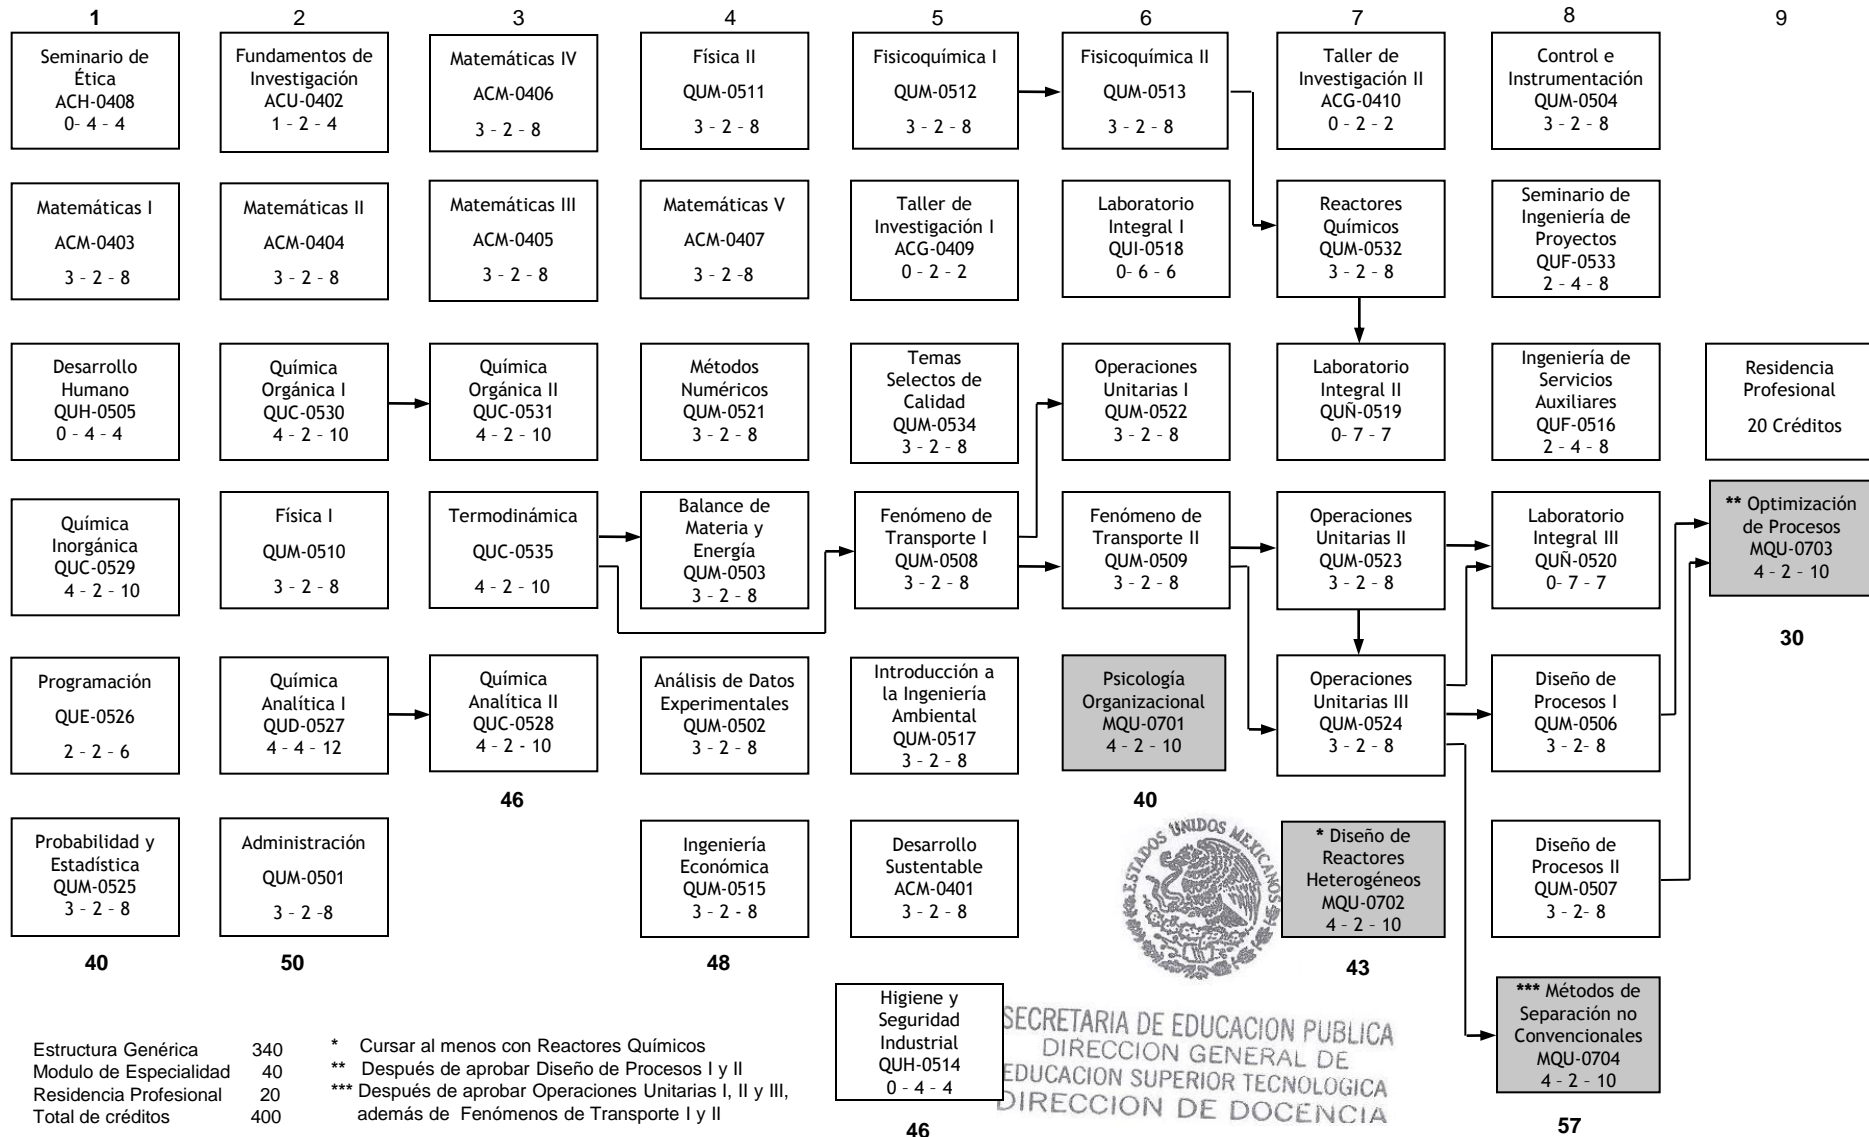 1
2
3
4
5
6
7
8
9
Seminario de
Ética
ACH-0408
0- 4 - 4
Fundamentos de
Investigación
ACU-0402
1 - 2 - 4
Matemáticas IV
ACM-0406
3 - 2 - 8
Física II
QUM-0511
3 - 2 - 8
Fisicoquímica I
QUM-0512
3 - 2 - 8
Fisicoquímica II
QUM-0513
3 - 2 - 8
Taller de
Investigación II
ACG-0410
0 - 2 - 2
Control e
Instrumentación
QUM-0504
3 - 2 - 8
Matemáticas I
ACM-0403
3 - 2 - 8
Matemáticas II
ACM-0404
3 - 2 - 8
Matemáticas III
ACM-0405
3 - 2 - 8
Matemáticas V
ACM-0407
3 - 2 -8
Taller de
Investigación I
ACG-0409
0 - 2 - 2
Laboratorio
Integral I
QUI-0518
0- 6 - 6
Reactores
Químicos
QUM-0532
3 - 2 - 8
Seminario de
Ingeniería de
Proyectos
QUF-0533
2 - 4 - 8
Desarrollo
Humano
QUH-0505
0 - 4 - 4
Química
Orgánica I
QUC-0530
4 - 2 - 10
Química
Orgánica II
QUC-0531
4 - 2 - 10
Métodos
Numéricos
QUM-0521
3 - 2 - 8
Temas
Selectos de
Calidad
QUM-0534
3 - 2 - 8
Operaciones
Unitarias I
QUM-0522
3 - 2 - 8
Laboratorio
Integral II
QUÑ-0519
0- 7 - 7
Ingeniería de
Servicios
Auxiliares
QUF-0516
2 - 4 - 8
Residencia
Profesional
20 Créditos
Química
Inorgánica
QUC-0529
4 - 2 - 10
Física I
QUM-0510
3 - 2 - 8
Termodinámica
QUC-0535
4 - 2 - 10
Balance de
Materia y
Energía
QUM-0503
3 - 2 - 8
Fenómeno de
Transporte I
QUM-0508
3 - 2 - 8
Fenómeno de
Transporte II
QUM-0509
3 - 2 - 8
Operaciones
Unitarias II
QUM-0523
3 - 2 - 8
Laboratorio
Integral III
QUÑ-0520
0- 7 - 7
** Optimización
de Procesos
MQU-0703
4 - 2 - 10
30
Programación
QUE-0526
2 - 2 - 6
Química
Analítica I
QUD-0527
4 - 4 - 12
Química
Analítica II
QUC-0528
4 - 2 - 10
46
Análisis de Datos
Experimentales
QUM-0502
3 - 2 - 8
Introducción a
la Ingeniería
Ambiental
QUM-0517
3 - 2 - 8
Psicología
Organizacional
MQU-0701
4 - 2 - 10
40
Operaciones
Unitarias III
QUM-0524
3 - 2 - 8
Diseño de
Procesos I
QUM-0506
3 - 2- 8
Probabilidad y
Estadística
QUM-0525
3 - 2 - 8
40
Administración
QUM-0501
3 - 2 -8
50
Ingeniería
Económica
QUM-0515
3 - 2 - 8
48
Desarrollo
Sustentable
ACM-0401
3 - 2 - 8
ESTADOS UNIDOS MEXICANOS
* Diseño de
Reactores
Heterogéneos
MQU-0702
4 - 2 - 10
43
Diseño de
Procesos II
QUM-0507
3 - 2- 8
Higiene y
Seguridad
Industrial
QUH-0514
0 - 4 - 4
46
SECRETARIA DE EDUCACION PUBLICA
DIRECCION GENERAL DE
EDUCACION SUPERIOR TECNOLOGICA
DIRECCION DE DOCENCIA
*** Métodos de
Separación no
Convencionales
MQU-0704
4 - 2 - 10
57
Estructura Genérica 340
Modulo de Especialidad 40
Residencia Profesional 20
Total de créditos 400
* Cursar al menos con Reactores Químicos
** Después de aprobar Diseño de Procesos I y II
*** Después de aprobar Operaciones Unitarias I, II y III,
además de Fenómenos de Transporte I y II